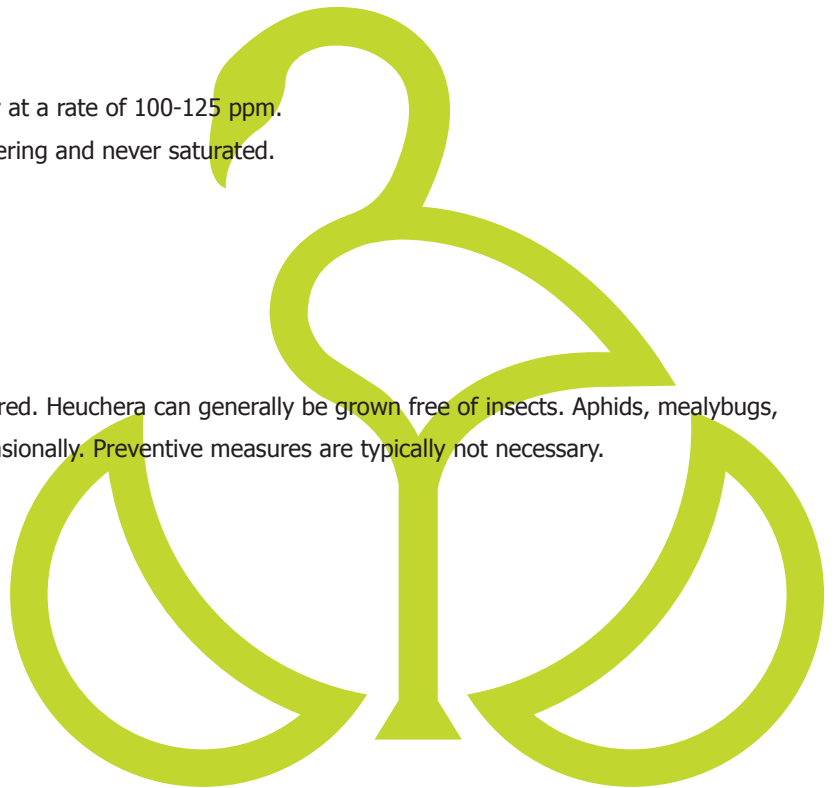 at a rate of 100-125 ppm.
ering and never saturated.
red. Heuchera can generally be grown free of insects. Aphids, mealybugs,
sionally. Preventive measures are typically not necessary.